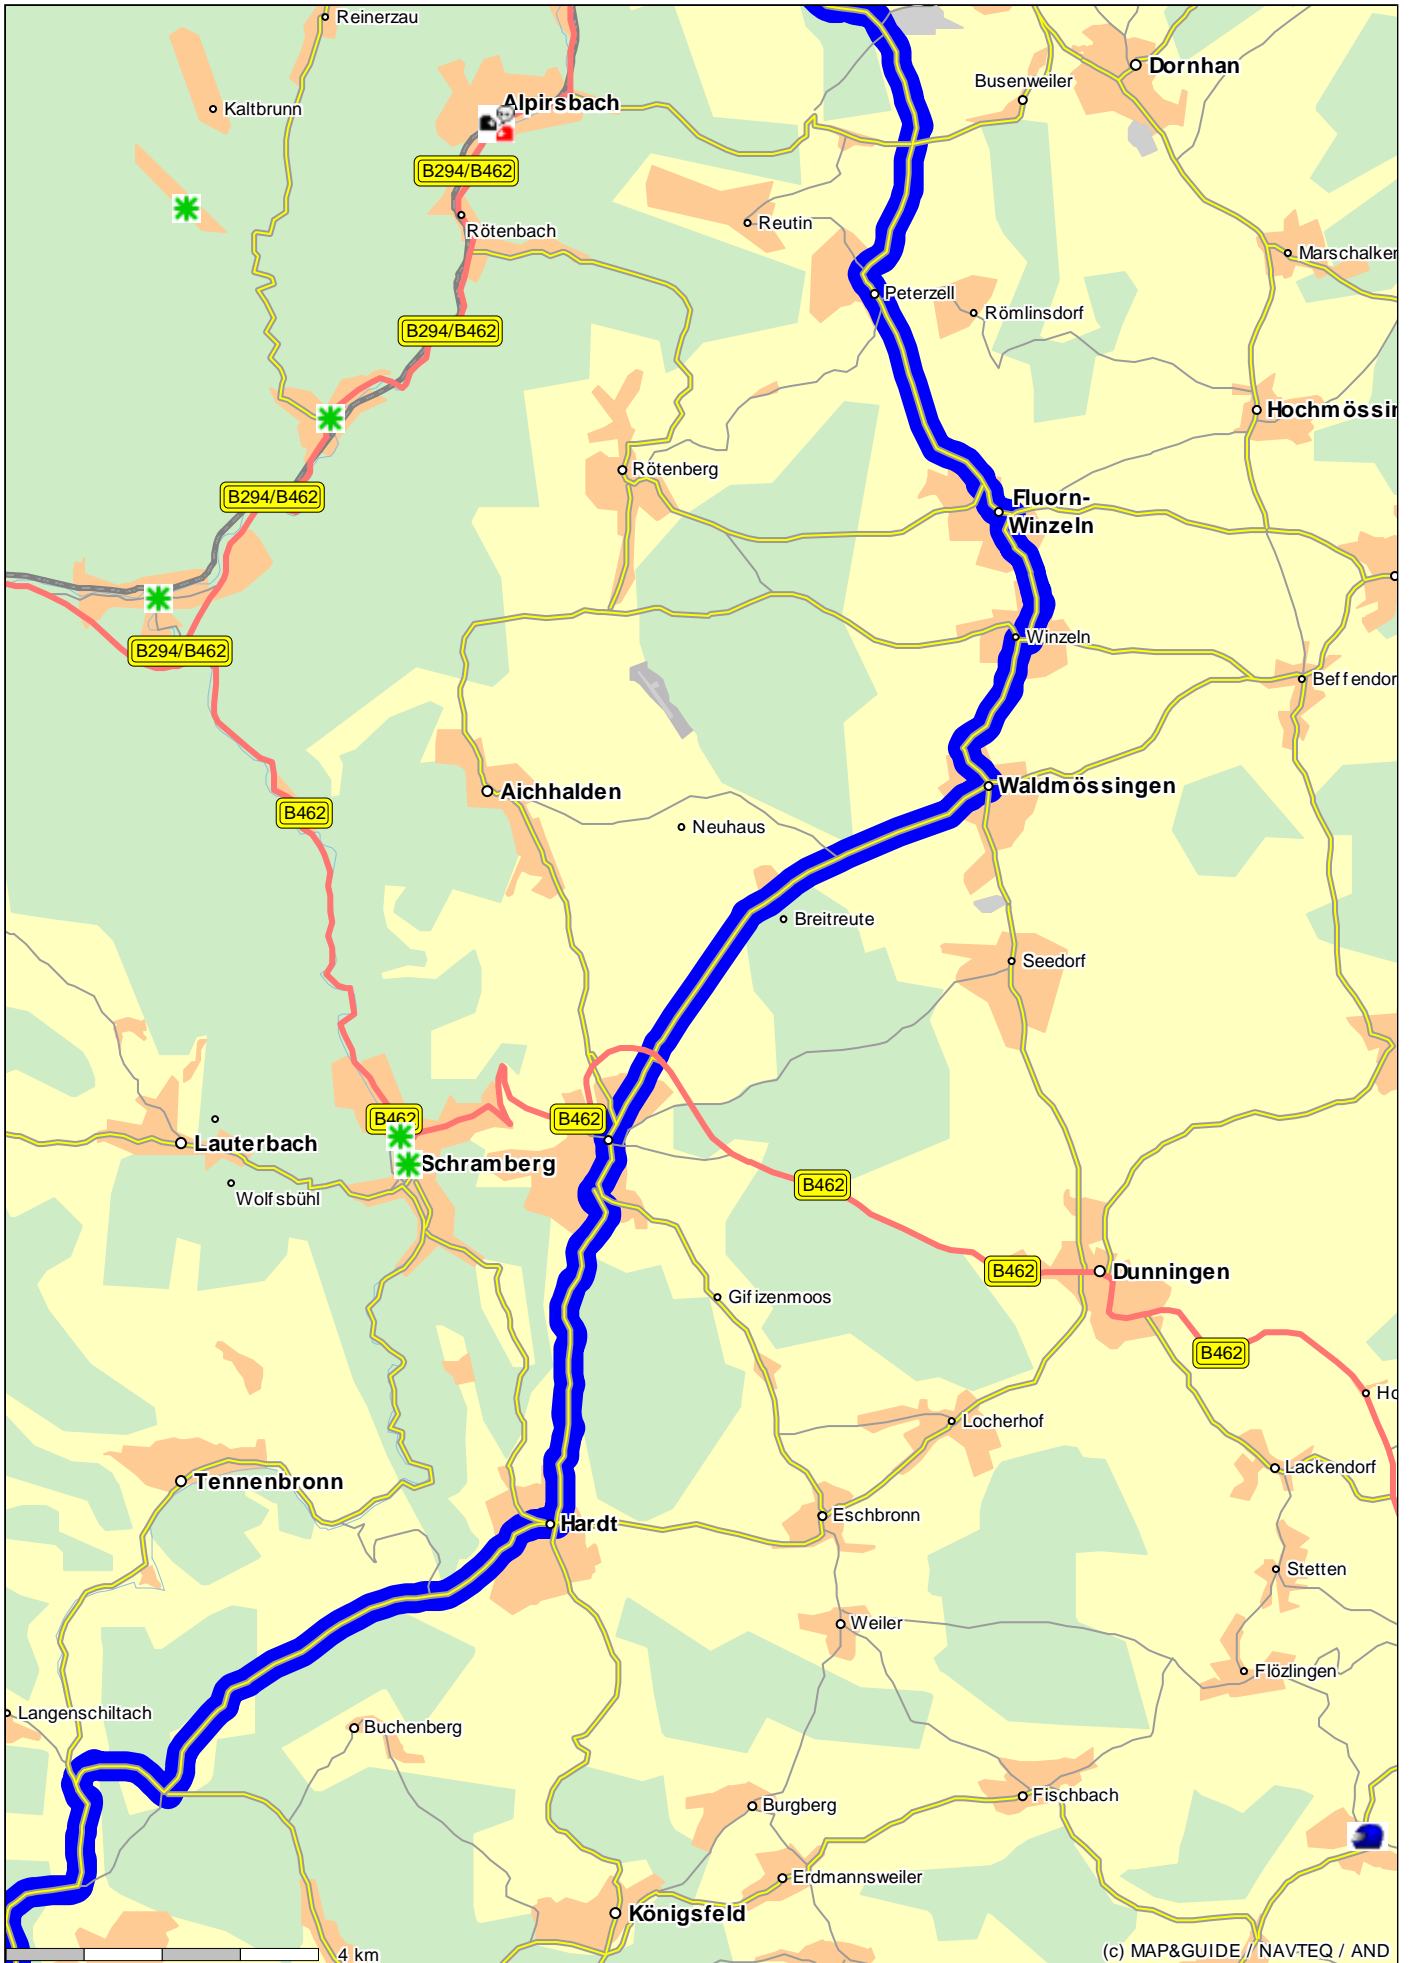 Reinerzau
Dornhan
Busenweiler
Alpirsbach
Kaltbrunn
B294/B462
Reutin
Rötenbach
Marschalker
Peterzell
Römlinsdorf
B294/B462
Hochmössin
Rötenberg
B294/B462
Fluorn-
Winzeln
Winzeln
B294/B462
Beffendor
Aichhalden
Waldmössingen
B462
Neuhaus
Breitreute
Seedorf
B462
B462
Lauterbach
Schramberg
B462
Wolfsbühl
B462
Dunningen
Gifizenmoos
B462
Ho
Locherhof
Lackendorf
Tennenbronn
Eschbronn
Hardt
Stetten
Weiler
Flözlingen
Langenschiltach
Buchenberg
Fischbach
Burgberg
Erdmannsweiler
Königsfeld
4 km
(c) MAP&GUIDE / NAVTEQ / AND